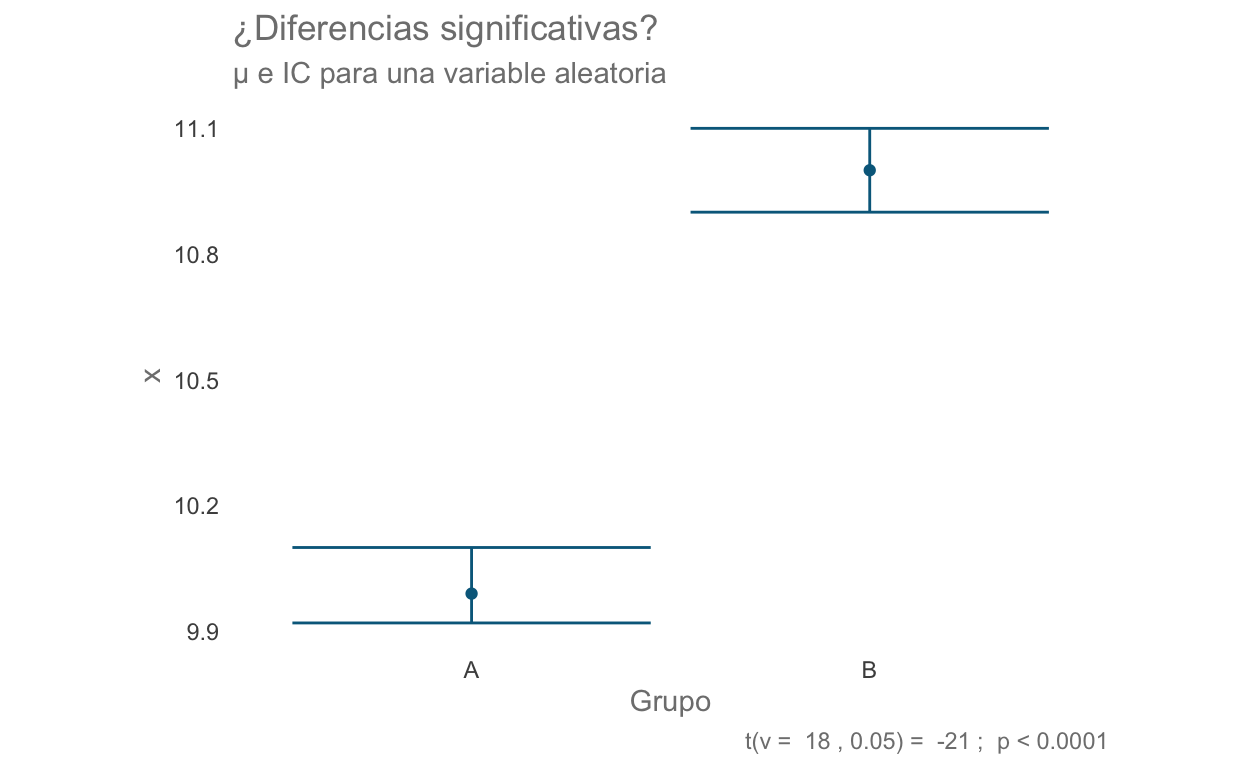 ¿Diferencias significativas?
μ e IC para una variable aleatoria
11.1
10.8
10.5
10.2
9.9
x
A
B
Grupo
t(v =  18 , 0.05) =  -21 ;  p < 0.0001